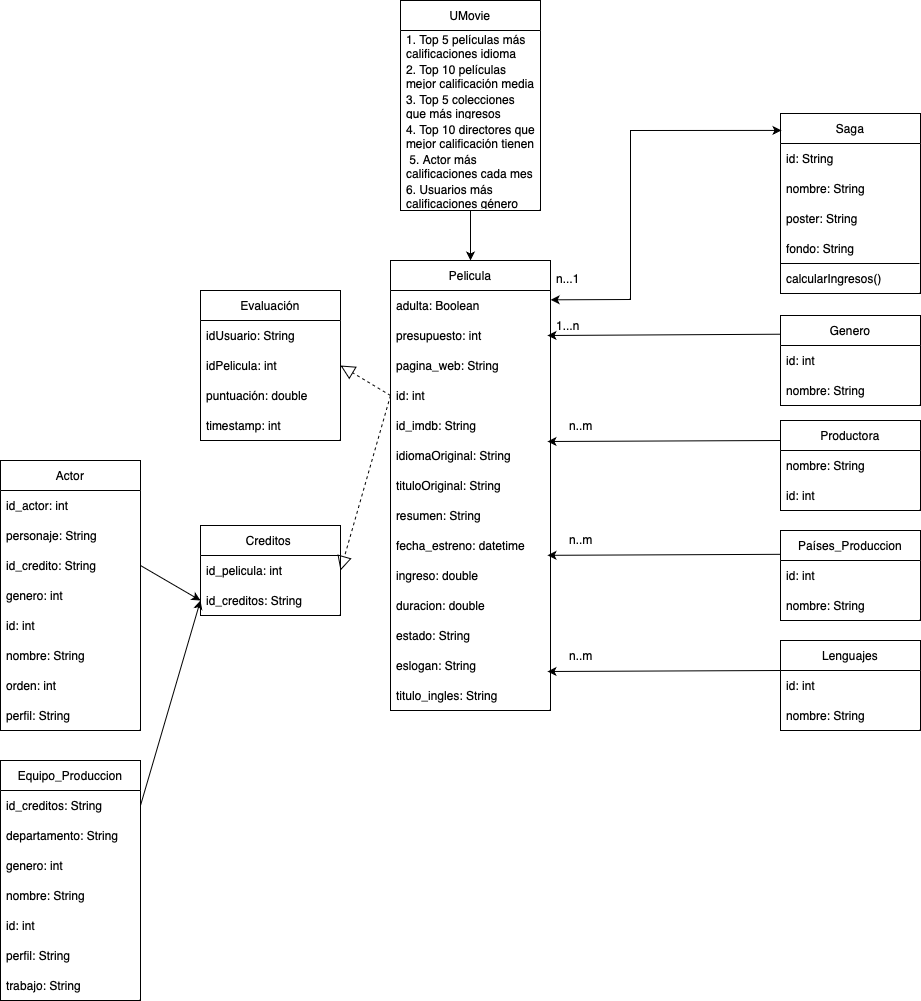 UMovie
1. Top 5 películas más
calificaciones idioma
2. Top 10 películas
mejor calificación media
3. Top 5 colecciones
que más ingresos
4. Top 10 directores que
mejor calificación tienen
5. Actor más
calificaciones cada mes
6. Usuarios más
calificaciones género
Saga
id: String
nombre: String
poster: String
fondo: String
calcularIngresos()
n...1
Pelicula
adulta: Boolean
presupuesto: int
pagina_web: String
id: int
id_imdb: String
idiomaOriginal: String
tituloOriginal: String
resumen: String
fecha_estreno: datetime
ingreso: double
duracion: double
estado: String
eslogan: String
titulo_ingles: String
Evaluación
idUsuario: String
idPelicula: int
puntuación: double
timestamp: int
1...n
Genero
id: int
nombre: String
n..m
Productora
nombre: String
id: int
n..m
Países_Produccion
id: int
nombre: String
n..m
Lenguajes
id: int
nombre: String
Actor
id_actor: int
personaje: String
id_credito: String
genero: int
id: int
nombre: String
orden: int
perfil: String
Creditos
id_pelicula: int
id_creditos: String
Equipo_Produccion
id_creditos: String
departamento: String
genero: int
nombre: String
id: int
perfil: String
trabajo: String